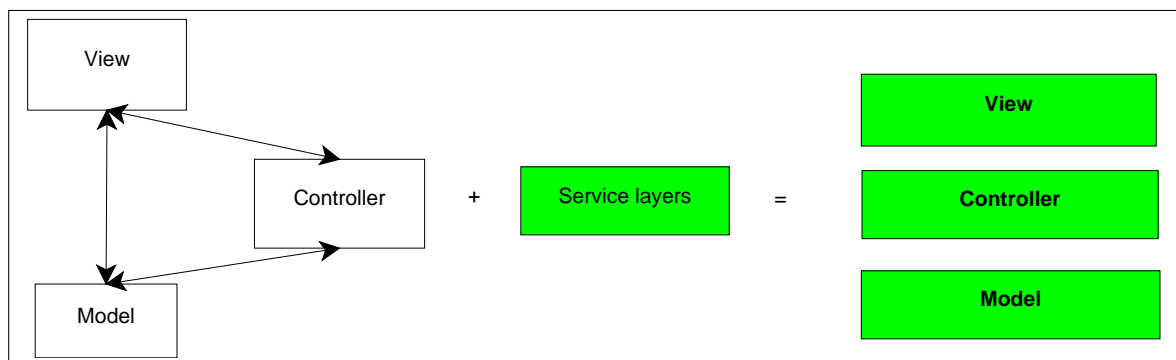 View
Controller
Model
+
Service layers
=
View
Controller
Model